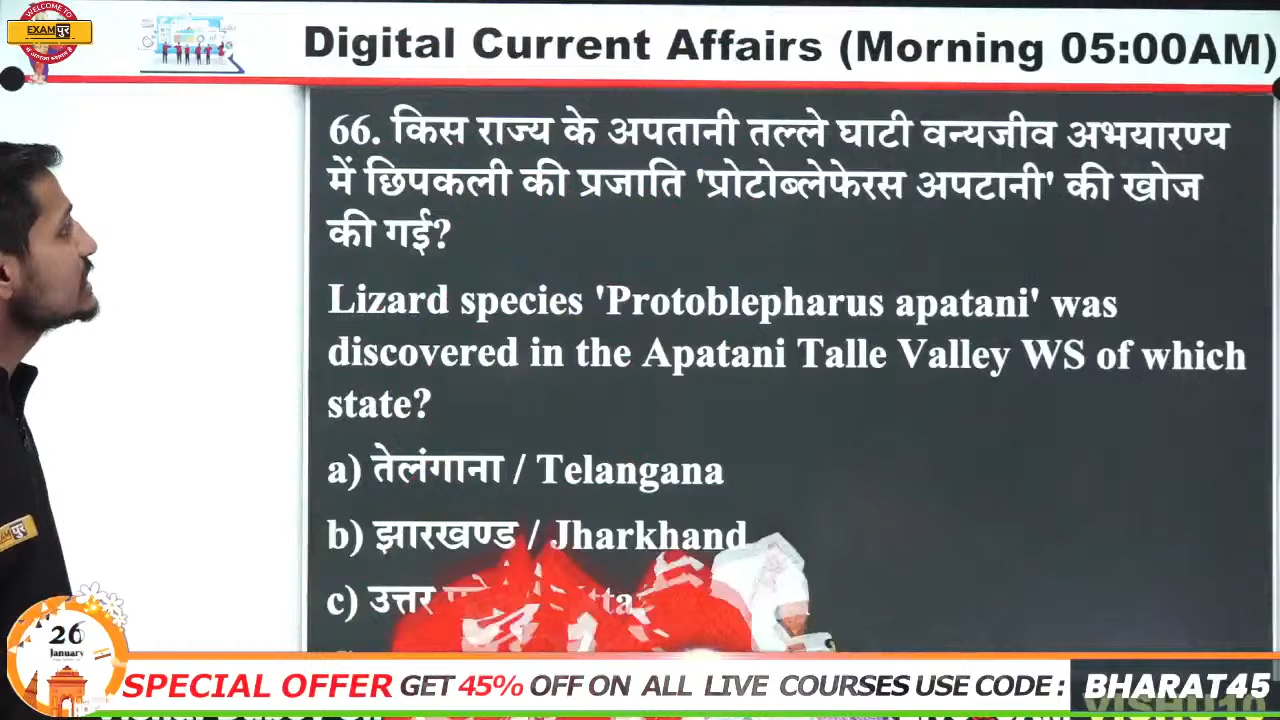 WELCOME TO
EXAMपुर
Digital Current Affairs (Morning 05:00AM)
66. किस राज्य के अपतानी तल्ले घाटी वन्यजीव अभयारण्य
में छिपकली की प्रजाति 'प्रोटोब्लेफेरस अपटानी' की खोज
की गई?
Lizard species 'Protoblepharus apatani' was
discovered in the Apatani Talle Valley WS of which
state?
a) तेलंगाना / Telangana
b) झारखण्ड / Jharkhand
c) उत्तर
26
January
SPECIAL OFFER GET 45% OFF ON ALL LIVE COURSES USE CODE : BHARAT45